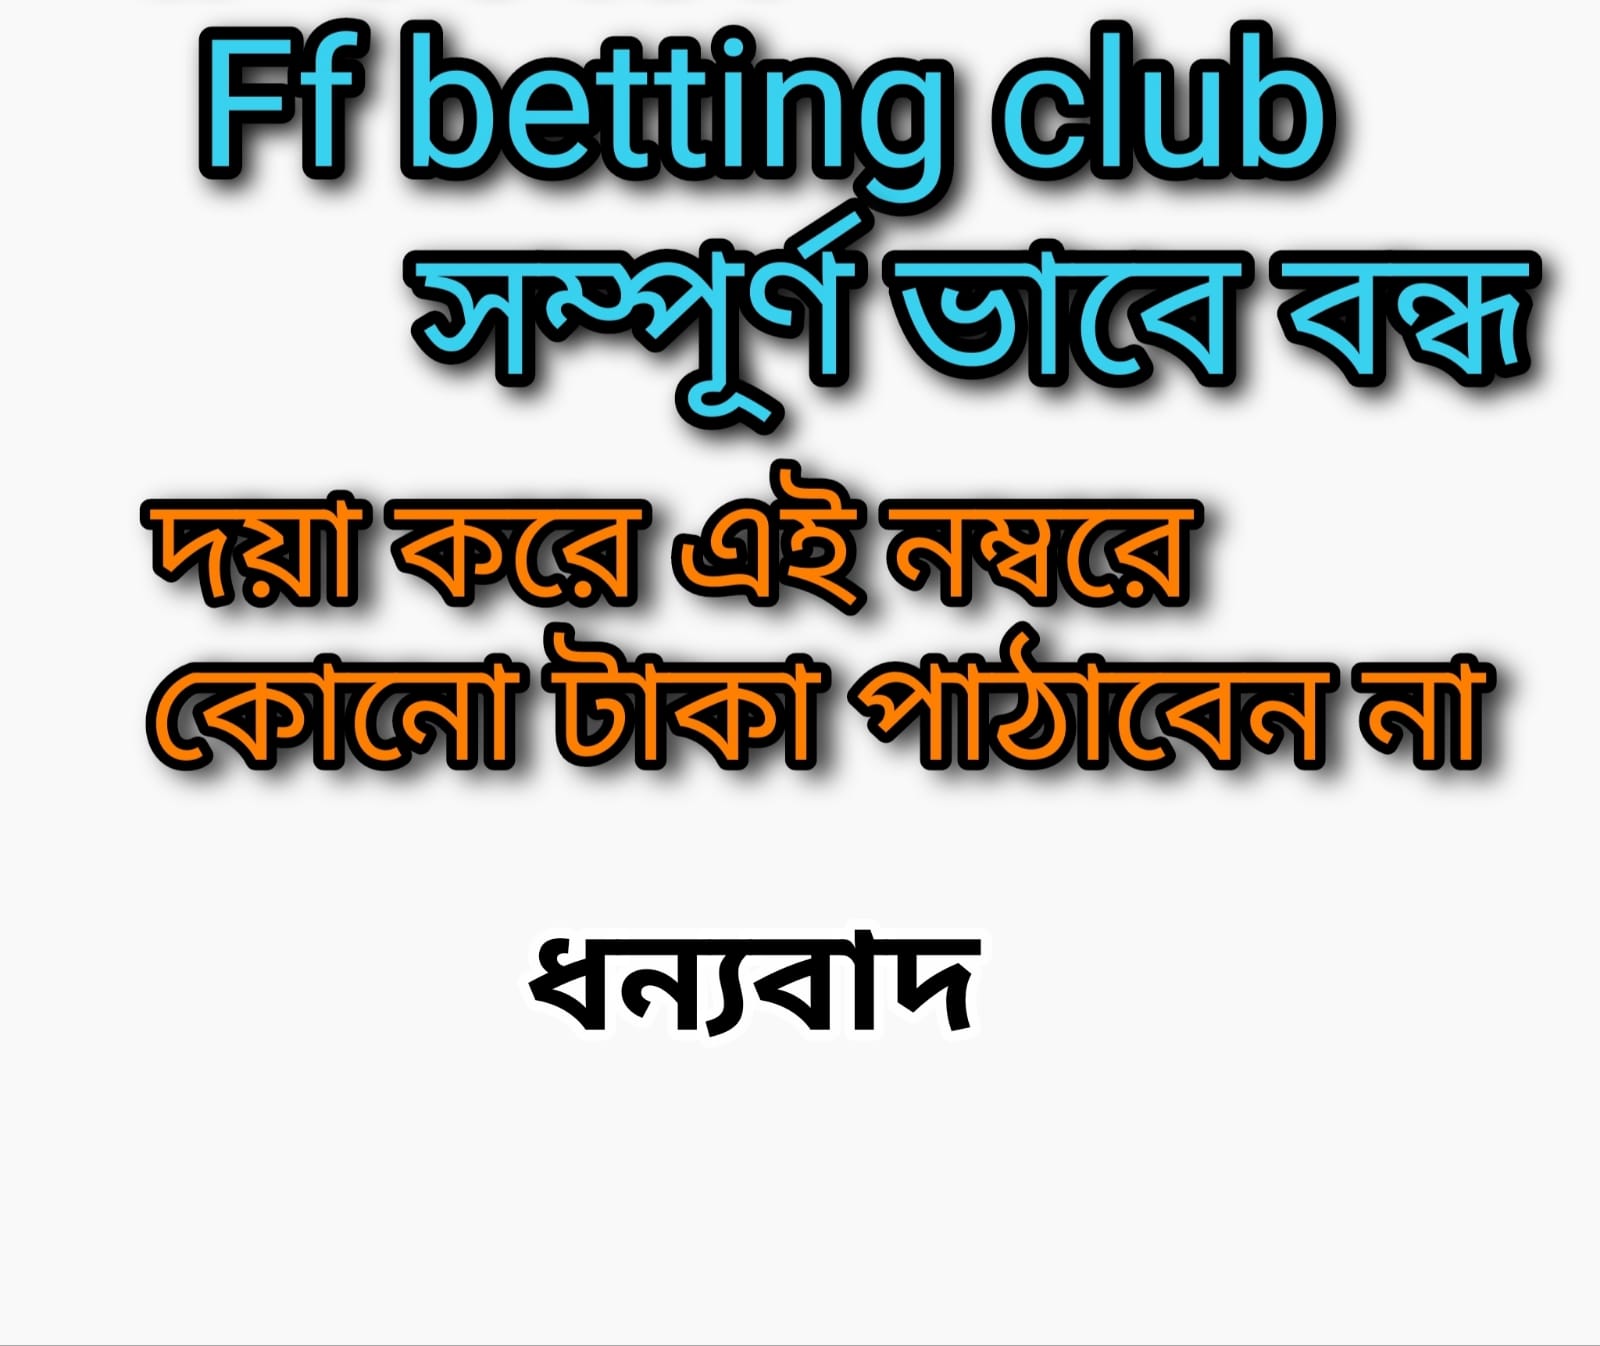 Ff betting club
সম্পূর্ণ ভাবে বন্ধ
দয়া করে এই নম্বরে
কোনো টাকা পাঠাবেন না
ধন্যবাদ